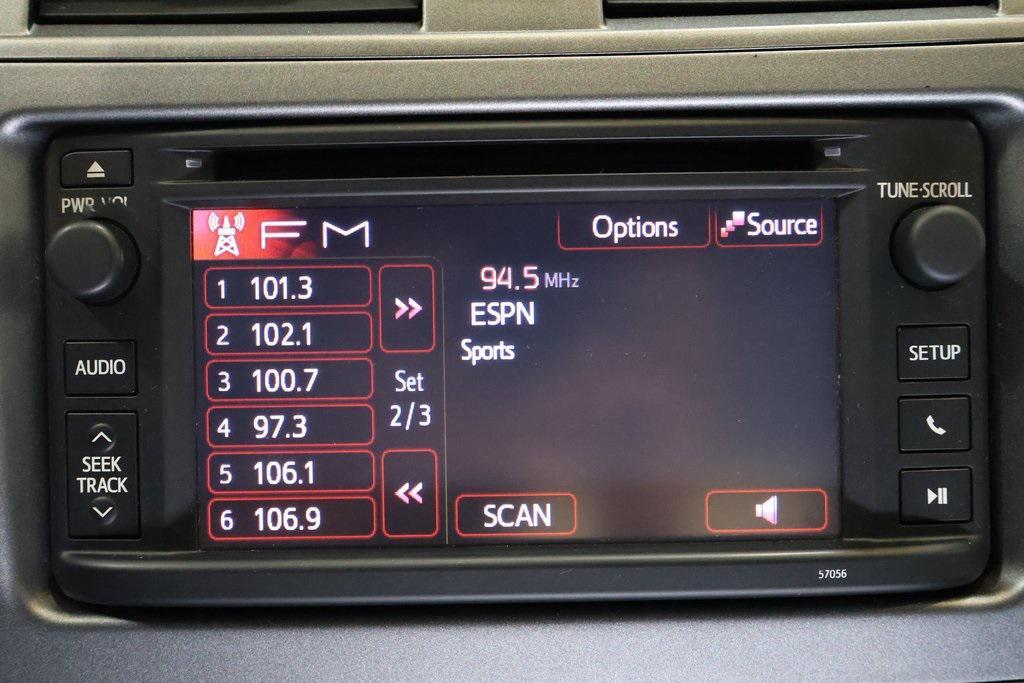 PWR·VOL
TUNE·SCROLL
FM
Options
Source
1 101.3
2 102.1
3 100.7
4 97.3
5 106.1
6 106.9
Set
2/3
94.5 MHz
ESPN
Sports
SCAN
AUDIO
SEEK
TRACK
SETUP
57056